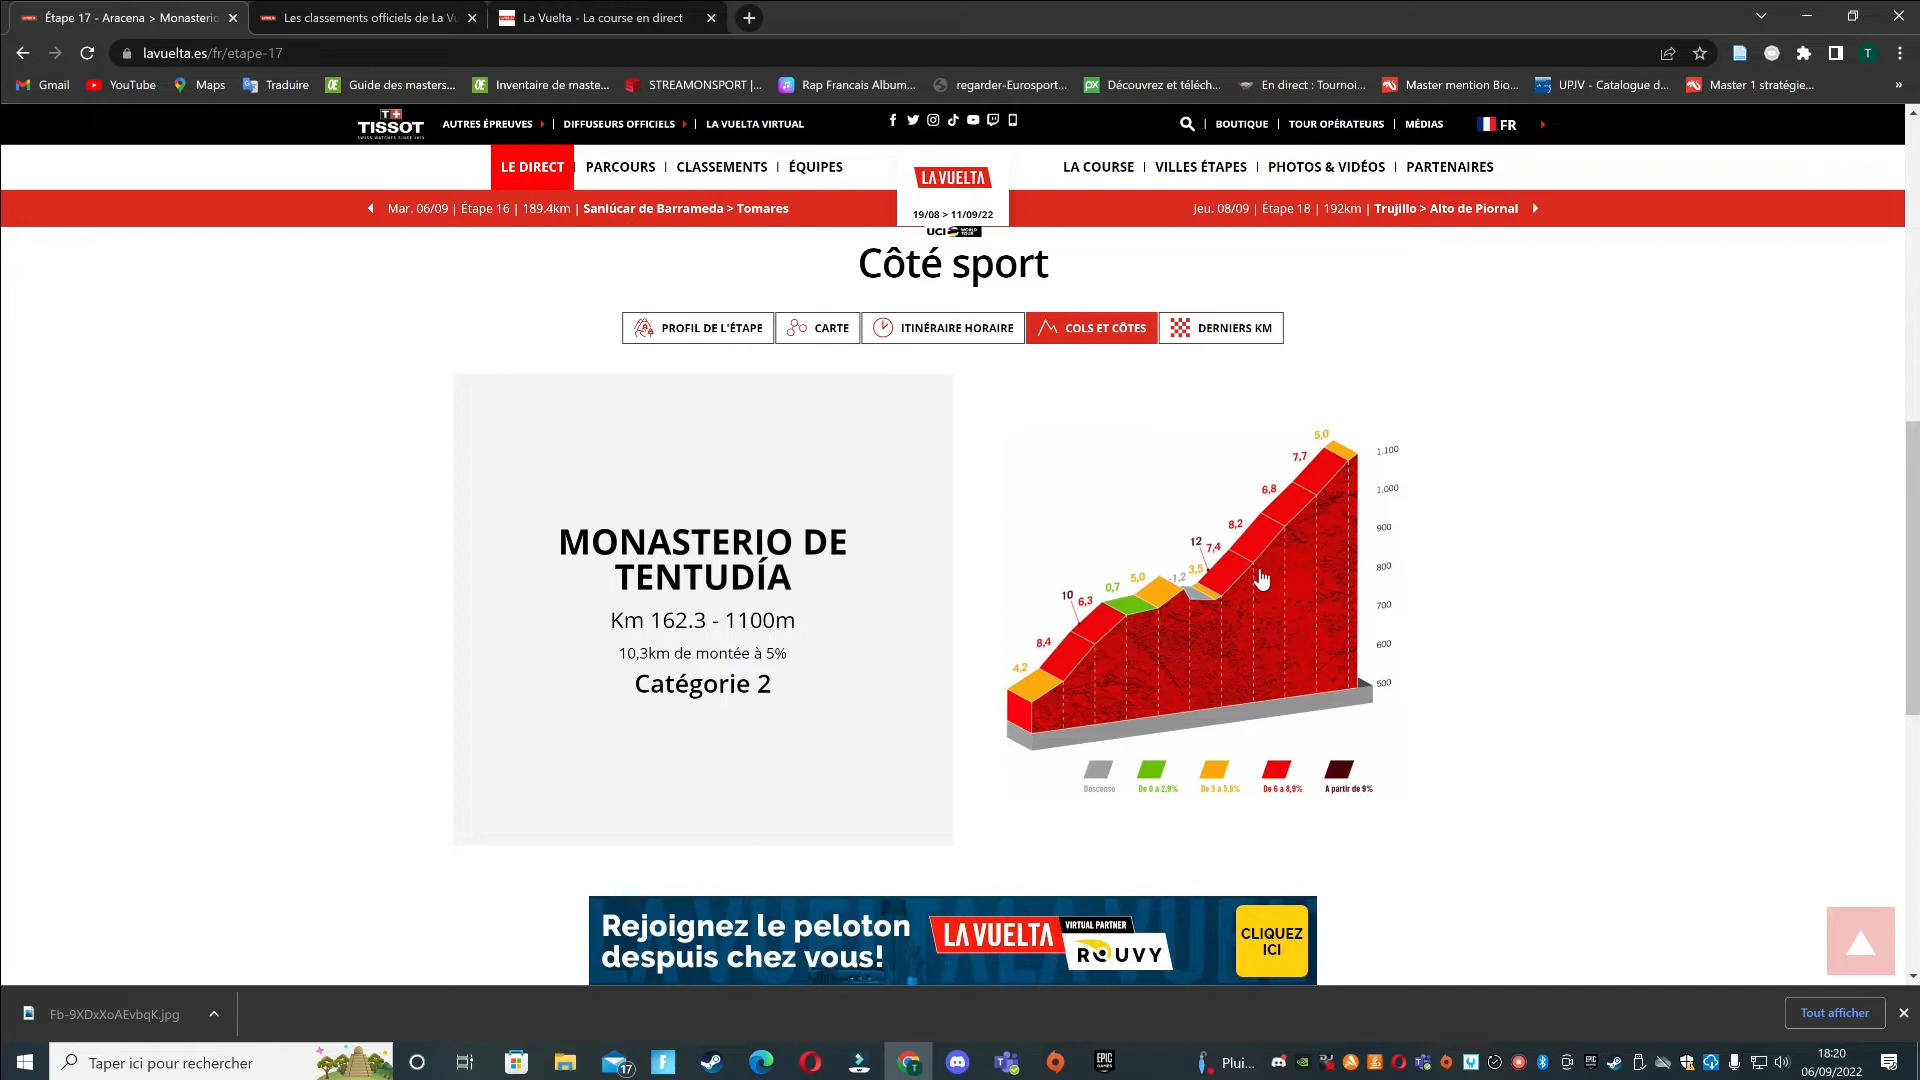 Étape 17 - Aracena > Monasterio
Les classements officiels de La Vu
La Vuelta - La course en direct
lavuelta.es/fr/etape-17
T
Gmail
YouTube
Maps
Traduire
Guide des masters...
Inventaire de maste...
STREAMONSPORT |...
Rap Francais Album...
regarder-Eurosport...
Découvrez et téléch...
En direct : Tournoi...
Master mention Bio...
UPJV - Catalogue d...
Master 1 stratégie...
»
TISSOT
AUTRES ÉPREUVES
DIFFUSEURS OFFICIELS
LA VUELTA VIRTUAL
BOUTIQUE
TOUR OPÉRATEURS
MÉDIAS
FR
LE DIRECT
PARCOURS
CLASSEMENTS
ÉQUIPES
LA VUELTA
LA COURSE
VILLES ÉTAPES
PHOTOS & VIDÉOS
PARTENAIRES
Mar. 06/09 | Étape 16 | 189.4km | Sanlúcar de Barrameda > Tomares
19/08 > 11/09/22
Jeu. 08/09 | Étape 18 | 192km | Trujillo > Alto de Piornal
UCI WORLD TOUR
Côté sport
PROFIL DE L'ÉTAPE
CARTE
ITINÉRAIRE HORAIRE
COLS ET CÔTES
DERNIERS KM
MONASTERIO DE
TENTUDÍA
Km 162.3 - 1100m
10,3km de montée à 5%
Catégorie 2
4,2
8,4
10
6,3
0,7
5,0
-1,2
3,5
12
7,4
8,2
6,8
7,7
5,0
1.100
1.000
900
800
700
600
500
Descenso
De 0 a 2,9%
De 3 a 5,9%
De 6 a 8,9%
A partir de 9%
Rejoignez le peloton
depuis chez vous!
LA VUELTA
VIRTUAL PARTNER
ROUVY
CLIQUEZ
ICI
Fb-9XDxXoAEvbqK.jpg
Tout afficher
Taper ici pour rechercher
17
EPIC
GAMES
Plui...
18:20
06/09/2022